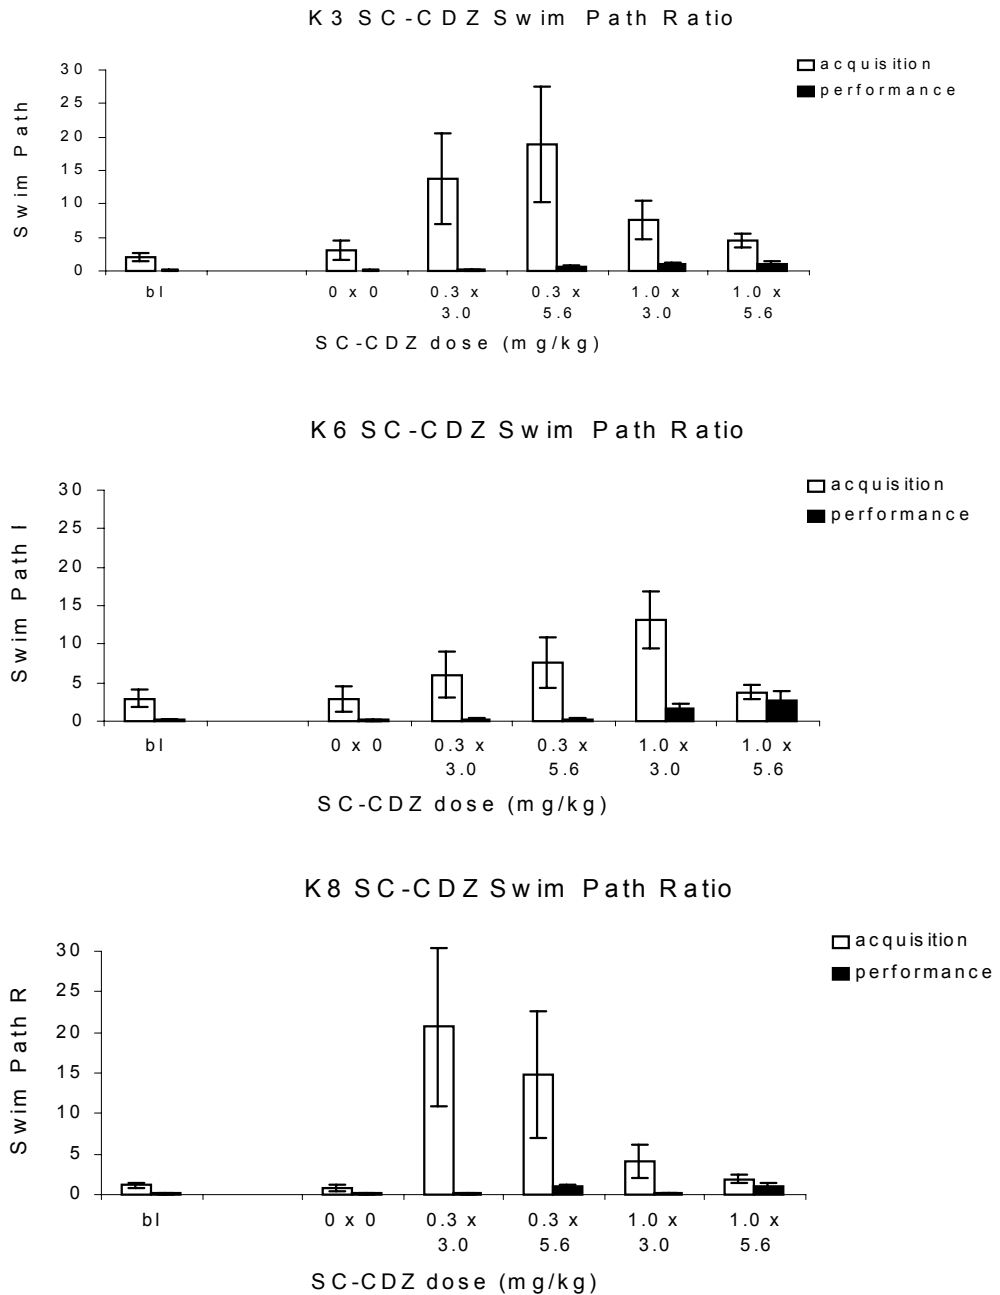 K3 SC-CDZ Swim Path Ratio
acquisition
performance
Swim Path
30
25
20
15
10
5
0
bl 0 x 0 0.3 x 0.3 x 1.0 x 1.0 x
3.0 5.6 3.0 5.6
SC-CDZ dose (mg/kg)
K6 SC-CDZ Swim Path Ratio
acquisition
performance
Swim Path I
30
25
20
15
10
5
0
bl 0 x 0 0.3 x 0.3 x 1.0 x 1.0 x
3.0 5.6 3.0 5.6
SC-CDZ dose (mg/kg)
K8 SC-CDZ Swim Path Ratio
acquisition
performance
Swim Path R
30
25
20
15
10
5
0
bl 0 x 0 0.3 x 0.3 x 1.0 x 1.0 x
3.0 5.6 3.0 5.6
SC-CDZ dose (mg/kg)